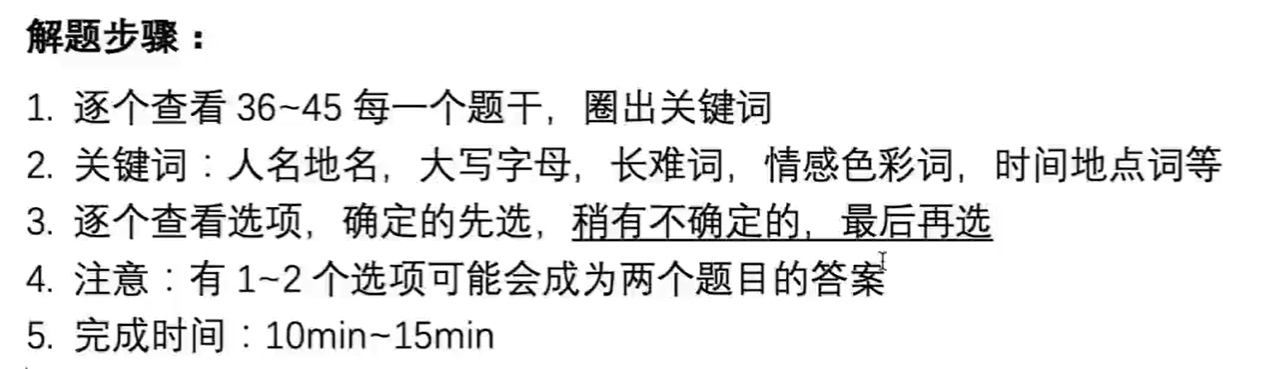 解题步骤：
1. 逐个查看 36~45 每一个题干，圈出关键词
2. 关键词：人名地名，大写字母，长难词，情感色彩词，时间地点词等
3. 逐个查看选项，确定的先选，稍有不确定的，最后再选
4. 注意：有 1~2 个选项可能会成为两个题目的答案
5. 完成时间：10min~15min